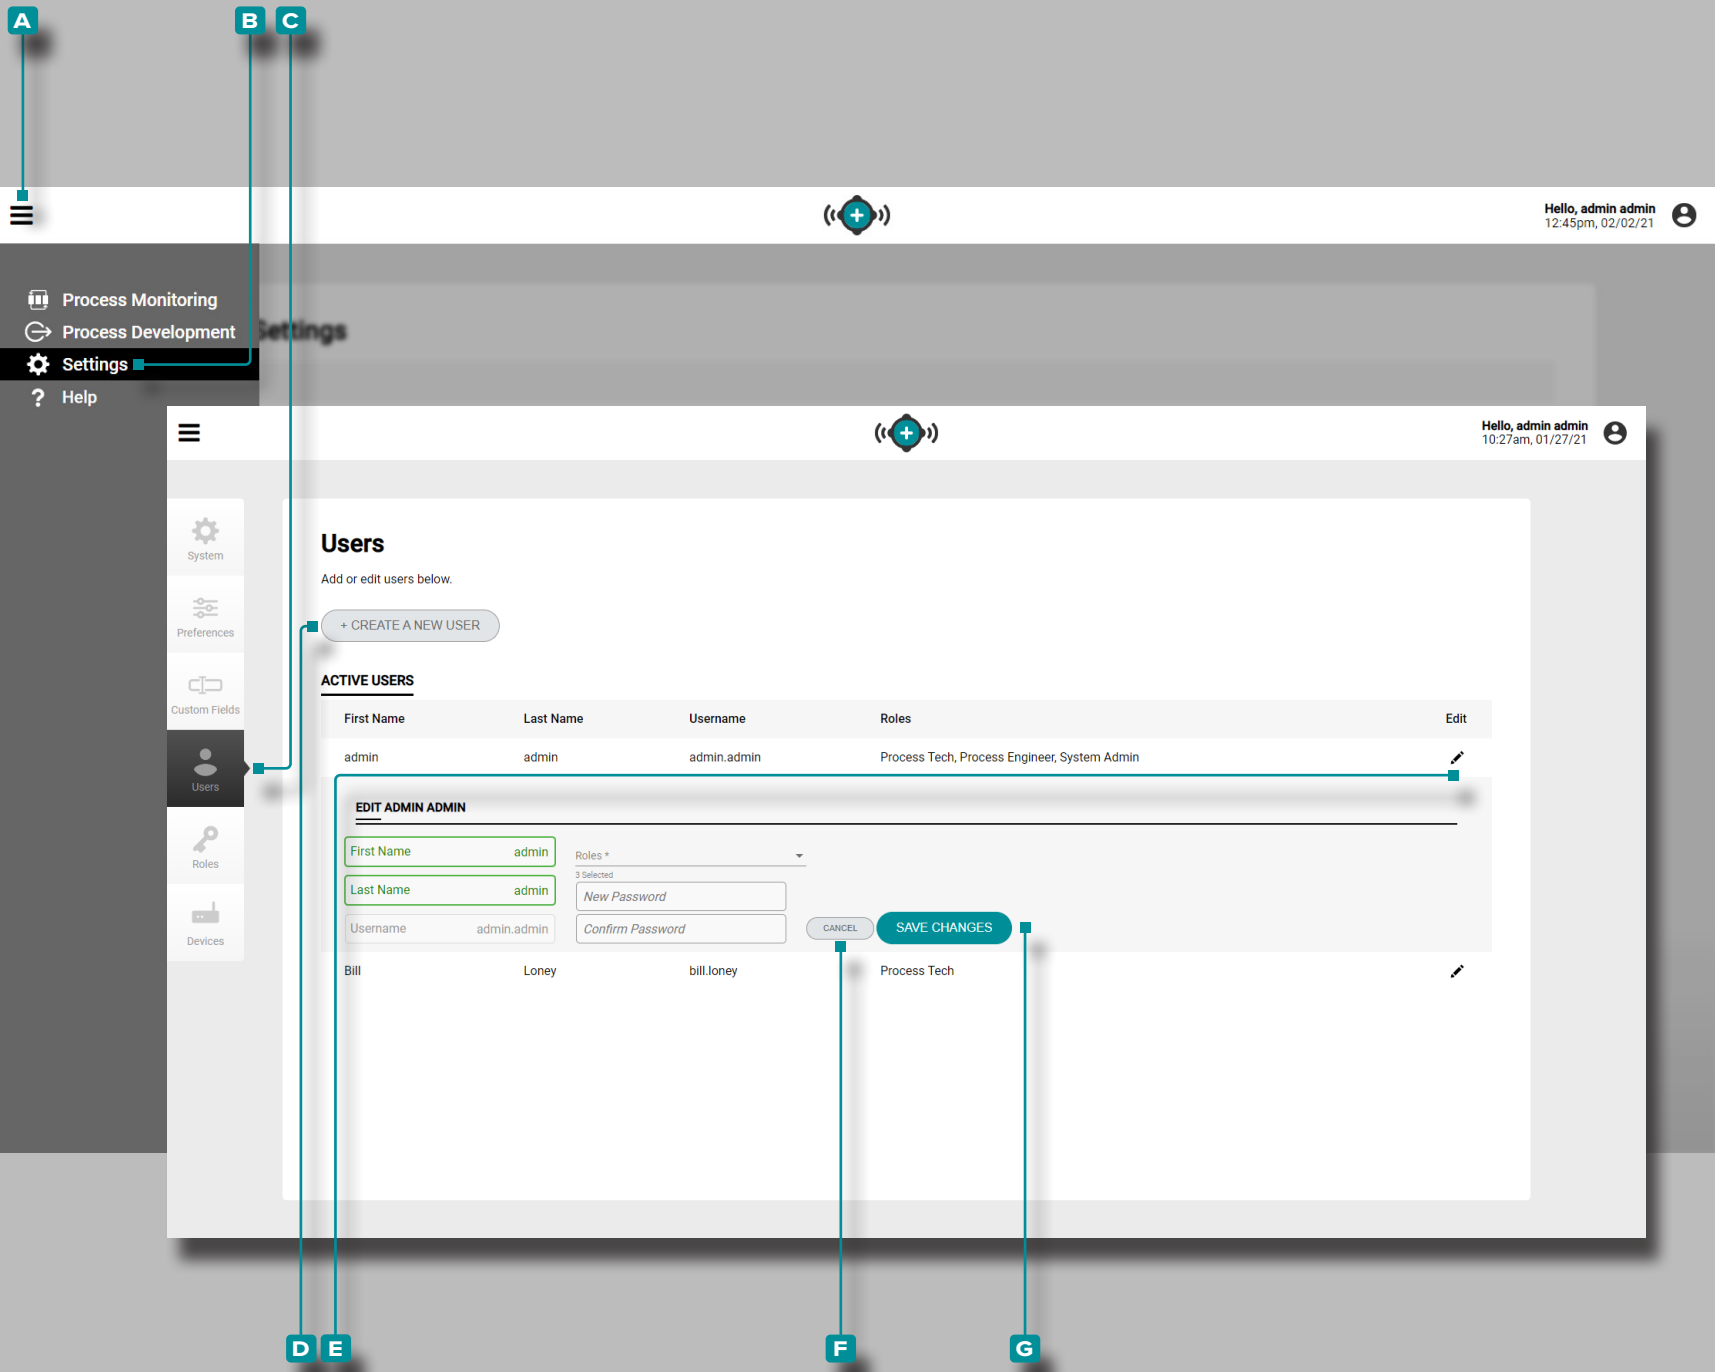 A
B
C
Hello, admin admin
12:45pm, 02/02/21
Process Monitoring
Process Development
Settings
Settings
? Help
Hello, admin admin
10:27am, 01/27/21
System
Preferences
Custom Fields
Users
Roles
Devices
Users
Add or edit users below.
+ CREATE A NEW USER
ACTIVE USERS
First Name Last Name Username Roles Edit
admin admin admin.admin Process Tech, Process Engineer, System Admin
EDIT ADMIN ADMIN
First Name admin
Last Name admin
Username admin.admin
Roles *
3 Selected
New Password
Confirm Password
CANCEL
SAVE CHANGES
Bill Loney bill.loney Process Tech
D
E
F
G